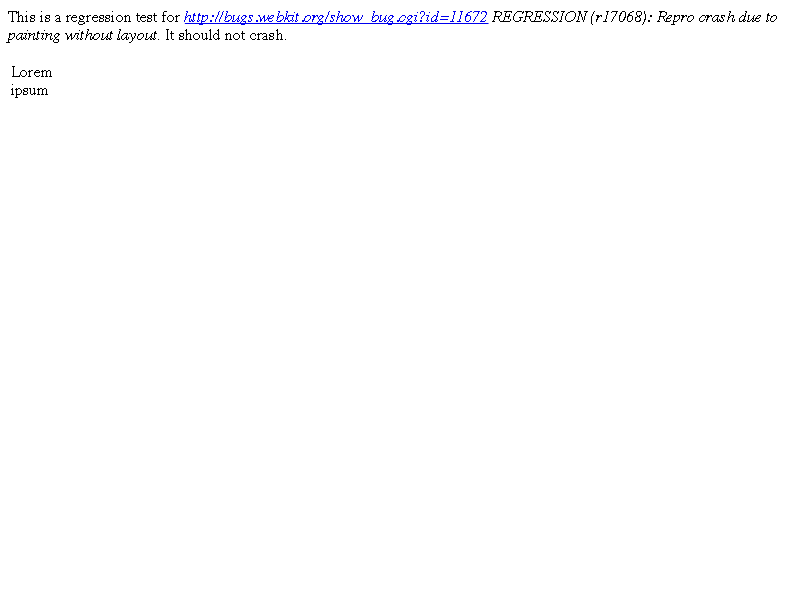 This is a regression test for http://bugs.webkit.org/show_bug.cgi?id=11672 REGRESSION (r17068): Repro crash due to
painting without layout. It should not crash.
Lorem
ipsum